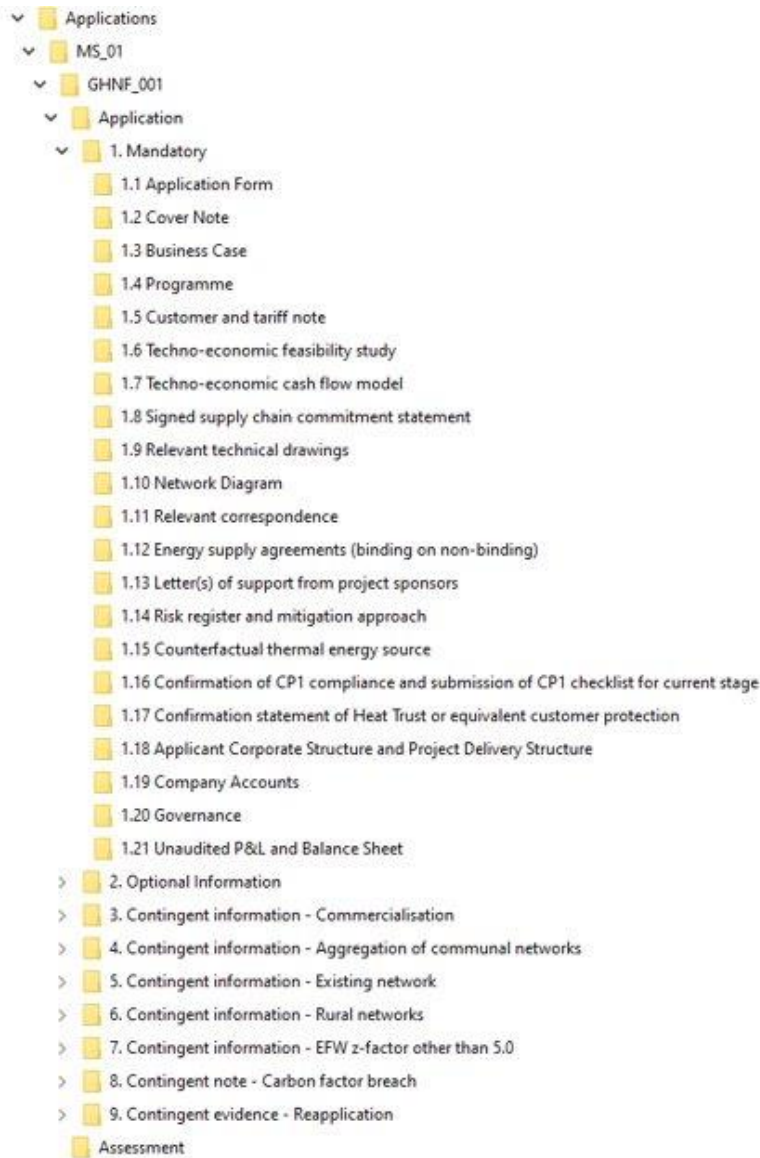 Applications
MS_01
GHNF_001
Application
1. Mandatory
1.1 Application Form
1.2 Cover Note
1.3 Business Case
1.4 Programme
1.5 Customer and tariff note
1.6 Techno-economic feasibility study
1.7 Techno-economic cash flow model
1.8 Signed supply chain commitment statement
1.9 Relevant technical drawings
1.10 Network Diagram
1.11 Relevant correspondence
1.12 Energy supply agreements (binding on non-binding)
1.13 Letter(s) of support from project sponsors
1.14 Risk register and mitigation approach
1.15 Counterfactual thermal energy source
1.16 Confirmation of CP1 compliance and submission of CP1 checklist for current stage
1.17 Confirmation statement of Heat Trust or equivalent customer protection
1.18 Applicant Corporate Structure and Project Delivery Structure
1.19 Company Accounts
1.20 Governance
1.21 Unaudited P&L and Balance Sheet
2. Optional Information
3. Contingent information - Commercialisation
4. Contingent information - Aggregation of communal networks
5. Contingent information - Existing network
6. Contingent information - Rural networks
7. Contingent information - EFW z-factor other than 5.0
8. Contingent note - Carbon factor breach
9. Contingent evidence - Reapplication
Assessment